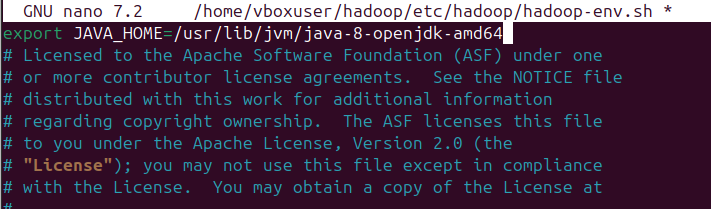 GNU nano 7.2 /home/vboxuser/hadoop/etc/hadoop/hadoop-env.sh *
export JAVA_HOME=/usr/lib/jvm/java-8-openjdk-amd64
# Licensed to the Apache Software Foundation (ASF) under one
# or more contributor license agreements.  See the NOTICE file
# distributed with this work for additional information
# regarding copyright ownership.  The ASF licenses this file
# to you under the Apache License, Version 2.0 (the
# "License"); you may not use this file except in compliance
# with the License.  You may obtain a copy of the License at
#